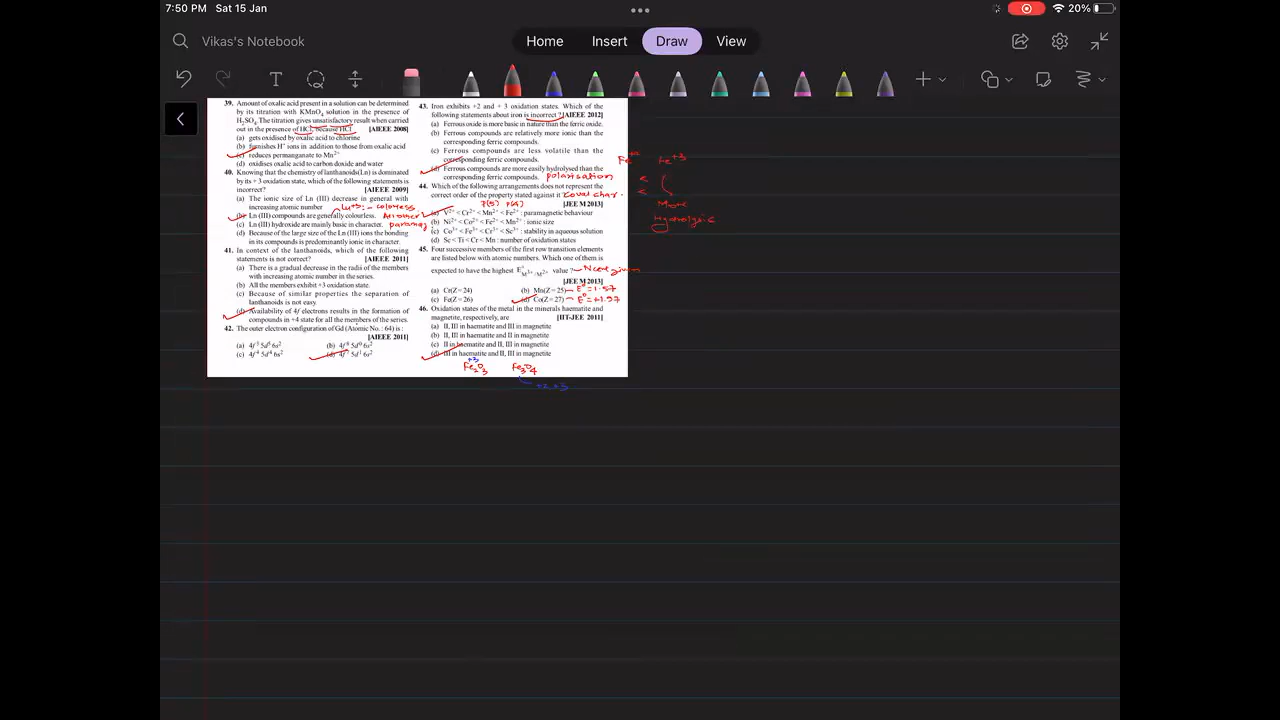 7:50 PM Sat 15 Jan
20%
Vikas's Notebook
Home Insert Draw View
39. Amount of oxalic acid present in a solution can be determined
by its titration with KMnO₄ solution in the presence of
H₂SO₄. The titration gives unsatisfactory result when carried
out in the presence of HCl, because HCl
[AIEEE 2008]
(a) gets oxidised by oxalic acid to chlorine
(b) furnishes H⁺ ions in addition to those from oxalic acid
(c) reduces permanganate to Mn²⁺
(d) oxidises oxalic acid to carbon dioxide and water
40. Knowing that the chemistry of lanthanoids(Ln) is dominated
by its + 3 oxidation state, which of the following statements is
incorrect?
[AIEEE 2009]
(a) The ionic size of Ln (III) decrease in general with
increasing atomic number
Lu+3:- colourless
(b) Ln (III) compounds are generally colourless.
(c) Ln (III) hydroxide are mainly basic in character.
(d) Because of the large size of the Ln (III) ions the bonding
in its compounds is predominantly ionic in character.
41. In context of the lanthanoids, which of the following
statements is not correct?
[AIEEE 2011]
(a) There is a gradual decrease in the radii of the members
with increasing atomic number in the series.
(b) All the members exhibit +3 oxidation state.
(c) Because of similar properties the separation of
lanthanoids is not easy.
(d) Availability of 4f electrons results in the formation of
compounds in +4 state for all the members of the series.
42. The outer electron configuration of Gd (Atomic No. : 64) is :
[AIEEE 2011]
(a) 4f³ 5d⁵ 6s² (b) 4f⁸ 5d⁰ 6s²
(c) 4f⁴ 5d⁴ 6s² (d) 4f⁷ 5d¹ 6s²
43. Iron exhibits +2 and + 3 oxidation states. Which of the
following statements about iron is incorrect ? [AIEEE 2012]
(a) Ferrous oxide is more basic in nature than the ferric oxide.
(b) Ferrous compounds are relatively more ionic than the
corresponding ferric compounds.
(c) Ferrous compounds are less volatile than the
corresponding ferric compounds.
(d) Ferrous compounds are more easily hydrolysed than the
corresponding ferric compounds. polarisation
Fe+2 Fe+3
<
<
More
44. Which of the following arrangements does not represent the
correct order of the property stated against it ? Coval char.
[JEE M 2013]
(a) V²⁺ < Cr²⁺ < Mn²⁺ < Fe²⁺ : paramagnetic behaviour
(b) Ni²⁺ < Co²⁺ < Fe²⁺ < Mn²⁺ : ionic size
(c) Co³⁺ < Fe³⁺ < Cr³⁺ < Sc³⁺ : stability in aqueous solution
(d) Sc < Ti < Cr < Mn : number of oxidation states
45. Four successive members of the first row transition elements
are listed below with atomic numbers. Which one of them is
expected to have the highest E°M³⁺/M²⁺ value ? - Ncert given
[JEE M 2013]
(a) Cr(Z = 24) (b) Mn(Z = 25) - E° = 1.57
(c) Fe(Z = 26) (d) Co(Z = 27) - E° = +1.97
46. Oxidation states of the metal in the minerals haematite and
magnetite, respectively, are [IIT-JEE 2011]
(a) II, III in haematite and III in magnetite
(b) II, III in haematite and II in magnetite
(c) II in haematite and II, III in magnetite
(d) III in haematite and II, III in magnetite
+3
Fe₂O₃ Fe₃O₄
+2,+3